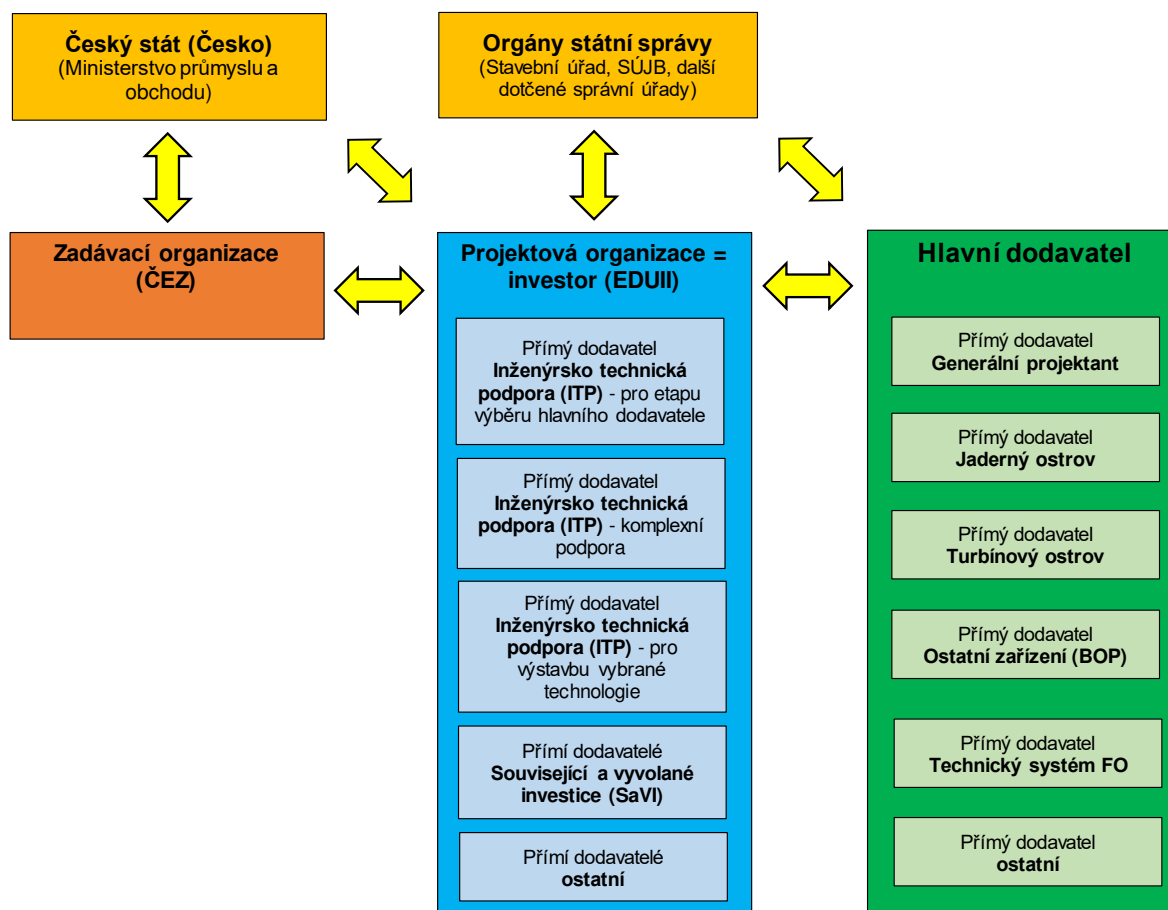 Český stát (Česko)
(Ministerstvo průmyslu a
obchodu)
Orgány státní správy
(Stavební úřad, SÚJB, další
dotčené správní úřady)
Zadávací organizace
(ČEZ)
Projektová organizace =
investor (EDUII)
Přímý dodavatel
Inženýrsko technická
podpora (ITP) - pro etapu
výběru hlavního dodavatele
Přímý dodavatel
Inženýrsko technická
podpora (ITP) - komplexní
podpora
Přímý dodavatel
Inženýrsko technická
podpora (ITP) - pro
výstavbu vybrané
technologie
Přímí dodavatelé
Související a vyvolané
investice (SaVI)
Přímí dodavatelé
ostatní
Hlavní dodavatel
Přímý dodavatel
Generální projektant
Přímý dodavatel
Jaderný ostrov
Přímý dodavatel
Turbínový ostrov
Přímý dodavatel
Ostatní zařízení (BOP)
Přímý dodavatel
Technický systém FO
Přímý dodavatel
ostatní